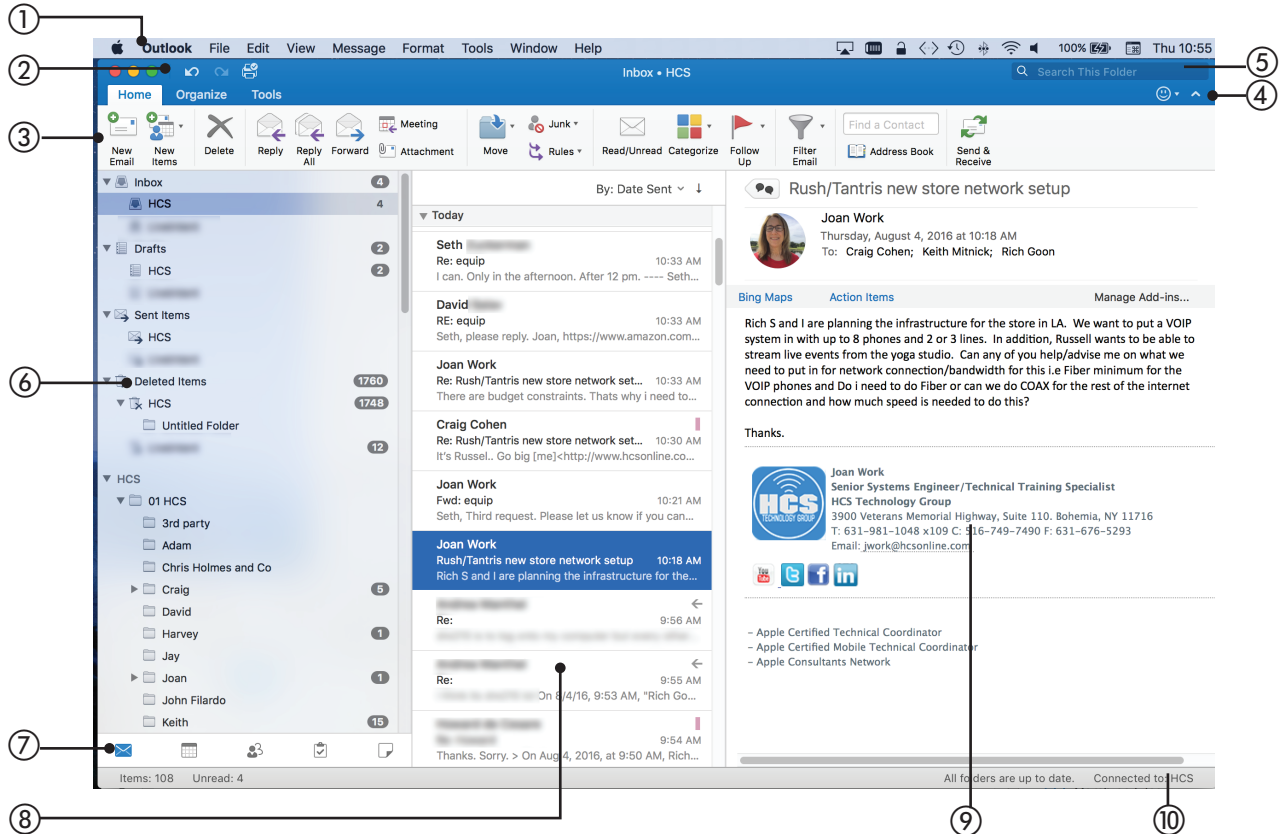 ①
Outlook File Edit View Message Format Tools Window Help 100% Thu 10:55
②
Inbox • HCS
Search This Folder
⑤
Home Organize Tools
④
③
New Email
New Items
Delete
Reply
Reply All
Forward
Meeting
Attachment
Move
Junk
Rules
Read/Unread
Categorize
Follow Up
Filter Email
Find a Contact
Address Book
Send & Receive
Inbox 4
HCS 4
Drafts 2
HCS 2
Sent Items
HCS
⑥
Deleted Items 1760
HCS 1748
Untitled Folder
12
HCS
01 HCS
3rd party
Adam
Chris Holmes and Co
Craig 5
David
Harvey 1
Jay
Joan 1
John Filardo
Keith 15
⑦
Items: 108 Unread: 4
By: Date Sent ↓
Today
Seth
Re: equip 10:33 AM
I can. Only in the afternoon. After 12 pm. ---- Seth...
David
RE: equip 10:33 AM
Seth, please reply. Joan, https://www.amazon.com...
Joan Work
Re: Rush/Tantris new store network set... 10:33 AM
There are budget constraints. Thats why i need to...
Craig Cohen
Re: Rush/Tantris new store network set... 10:30 AM
It's Russel.. Go big [me]<http://www.hcsonline.co...
Joan Work
Fwd: equip 10:21 AM
Seth, Third request. Please let us know if you can...
Joan Work
Rush/Tantris new store network setup 10:18 AM
Rich S and I are planning the infrastructure for the...
Re: 9:56 AM
Re: 9:55 AM
On 8/4/16, 9:53 AM, "Rich Go...
9:54 AM
Thanks. Sorry. > On Aug 4, 2016, at 9:50 AM, Rich...
⑧
Rush/Tantris new store network setup
Joan Work
Thursday, August 4, 2016 at 10:18 AM
To: Craig Cohen; Keith Mitnick; Rich Goon
Bing Maps Action Items Manage Add-ins...
Rich S and I are planning the infrastructure for the store in LA. We want to put a VOIP
system in with up to 8 phones and 2 or 3 lines. In addition, Russell wants to be able to
stream live events from the yoga studio. Can any of you help/advise me on what we
need to put in for network connection/bandwidth for this i.e Fiber minimum for the
VOIP phones and Do i need to do Fiber or can we do COAX for the rest of the internet
connection and how much speed is needed to do this?
Thanks.
HCS
TECHNOLOGY GROUP
Joan Work
Senior Systems Engineer/Technical Training Specialist
HCS Technology Group
3900 Veterans Memorial Highway, Suite 110. Bohemia, NY 11716
T: 631-981-1048 x109 C: 516-749-7490 F: 631-676-5293
Email: jwork@hcsonline.com
You Tube
– Apple Certified Technical Coordinator
– Apple Certified Mobile Technical Coordinator
– Apple Consultants Network
All folders are up to date. Connected to: HCS
⑨
⑩